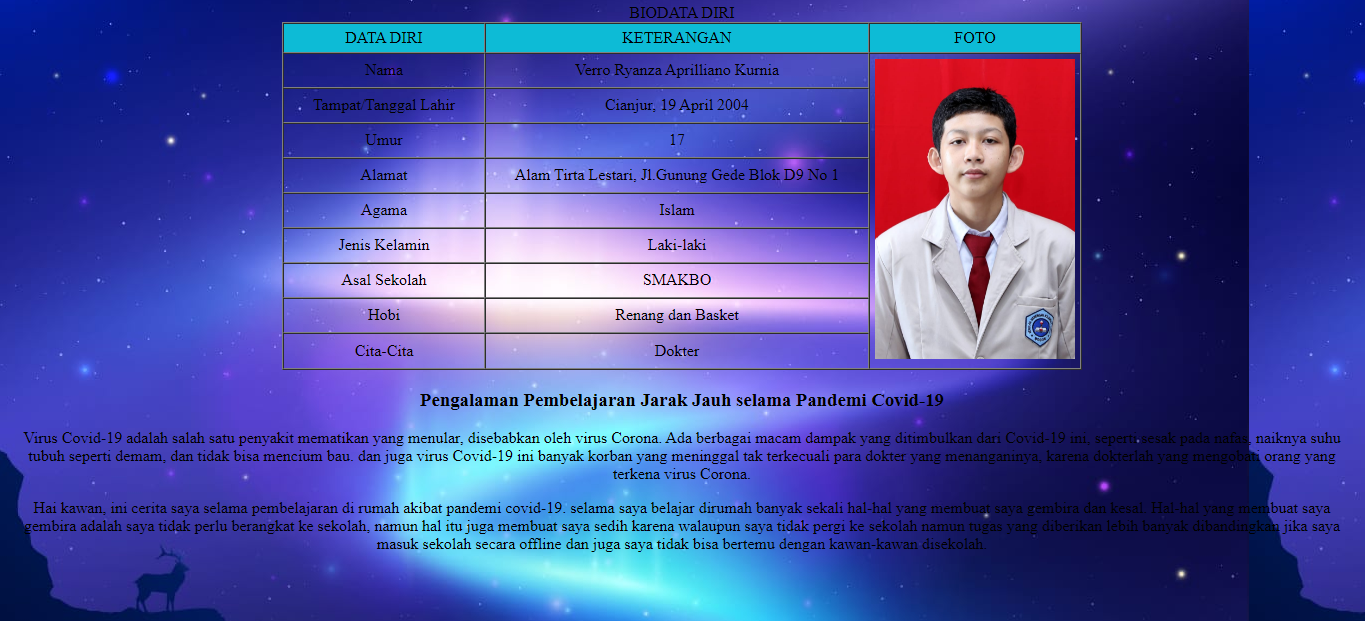 BIODATA DIRI
DATA DIRI KETERANGAN FOTO
Nama Verro Ryanza Aprilliano Kurnia
Tampat Tanggal Lahir Cianjur, 19 April 2004
Umur 17
Alamat Alam Tirta Lestari, Jl.Gunung Gede Blok D9 No 1
Agama Islam
Jenis Kelamin Laki-laki
Asal Sekolah SMAKBO
Hobi Renang dan Basket
Cita-Cita Dokter
Pengalaman Pembelajaran Jarak Jauh selama Pandemi Covid-19
Virus Covid-19 adalah salah satu penyakit mematikan yang menular, disebabkan oleh virus Corona. Ada berbagai macam dampak yang ditimbulkan dari Covid-19 ini, seperti sesak pada nafas, naiknya suhu
tubuh seperti demam, dan tidak bisa mencium bau. dan juga virus Covid-19 ini banyak korban yang meninggal tak terkecuali para dokter yang menanganinya, karena dokterlah yang mengobati orang yang
terkena virus Corona.
Hai kawan, ini cerita saya selama pembelajaran di rumah akibat pandemi covid-19. selama saya belajar dirumah banyak sekali hal-hal yang membuat saya gembira dan kesal. Hal-hal yang membuat saya
gembira adalah saya tidak perlu berangkat ke sekolah, namun hal itu juga membuat saya sedih karena walaupun saya tidak pergi ke sekolah namun tugas yang diberikan lebih banyak dibandingkan jika saya
masuk sekolah secara offline dan juga saya tidak bisa bertemu dengan kawan-kawan disekolah.